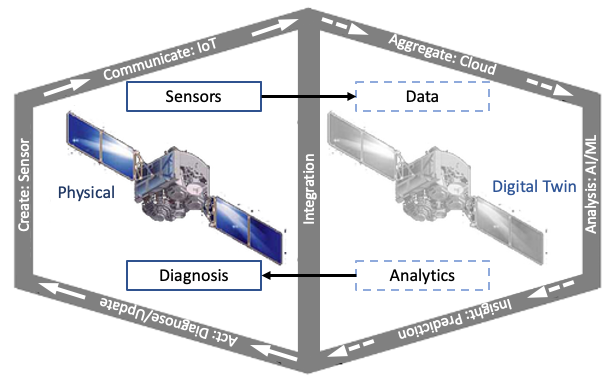 Communicate: IoT
Aggregate: Cloud
Sensors
Data
Create: Sensor
Physical
Integration
Digital Twin
Analysis: AI/ML
Diagnosis
Analytics
Act: Diagnose/Update
Insight: Prediction